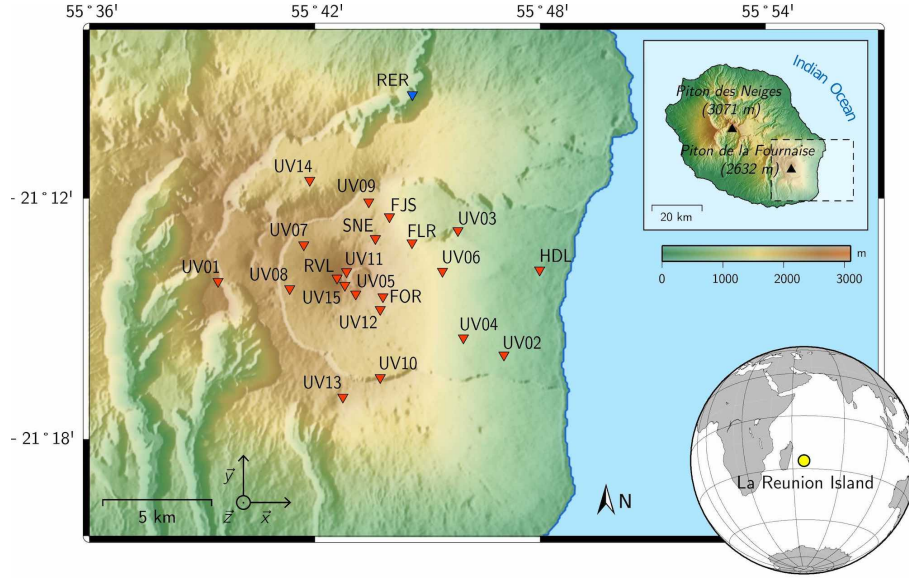 55°36' 55°42' 55°48' 55°54'
RER
Indian Ocean
Piton des Neiges
(3071 m)
Piton de la Fournaise
(2632 m)
20 km
UV14
UV09
-21°12'
FJS
UV03
SNE
UV07
FLR
m
0 1000 2000 3000
UV01
UV08
RVL
UV11
UV06
HDL
UV15
UV05
FOR
UV12
UV04
UV02
UV10
UV13
-21°18'
y
z
x
5 km
N
La Reunion Island